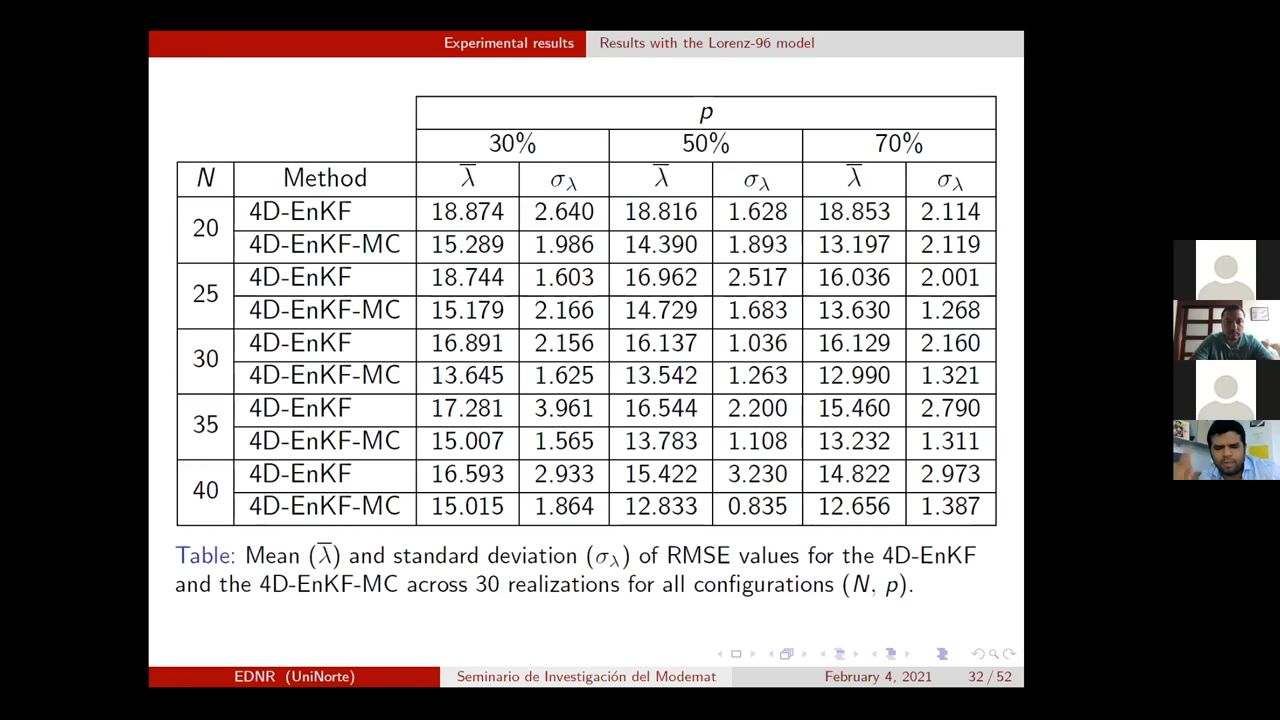 Experimental results Results with the Lorenz-96 model
p
30% 50% 70%
N Method λ̅ σλ λ̅ σλ λ̅ σλ
20 4D-EnKF 18.874 2.640 18.816 1.628 18.853 2.114
4D-EnKF-MC 15.289 1.986 14.390 1.893 13.197 2.119
25 4D-EnKF 18.744 1.603 16.962 2.517 16.036 2.001
4D-EnKF-MC 15.179 2.166 14.729 1.683 13.630 1.268
30 4D-EnKF 16.891 2.156 16.137 1.036 16.129 2.160
4D-EnKF-MC 13.645 1.625 13.542 1.263 12.990 1.321
35 4D-EnKF 17.281 3.961 16.544 2.200 15.460 2.790
4D-EnKF-MC 15.007 1.565 13.783 1.108 13.232 1.311
40 4D-EnKF 16.593 2.933 15.422 3.230 14.822 2.973
4D-EnKF-MC 15.015 1.864 12.833 0.835 12.656 1.387
Table: Mean (λ̅) and standard deviation (σλ) of RMSE values for the 4D-EnKF
and the 4D-EnKF-MC across 30 realizations for all configurations (N, p).
EDNR (UniNorte) Seminario de Investigación del Modemat February 4, 2021 32 / 52